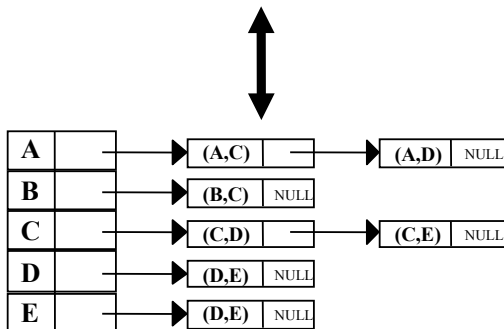 A (A,C) (A,D) NULL
B (B,C) NULL
C (C,D) (C,E) NULL
D (D,E) NULL
E (D,E) NULL